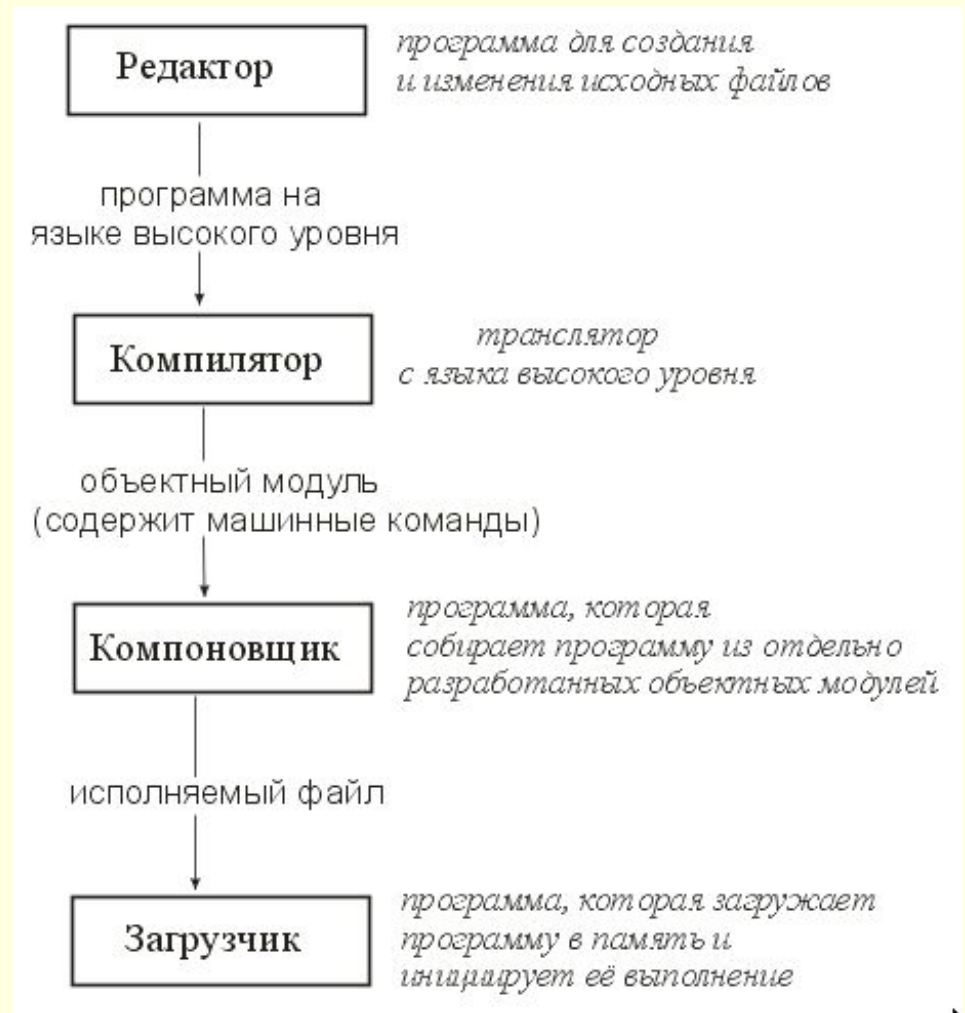 Редактор
программа для создания
и изменения исходных файлов
программа на
языке высокого уровня
Компилятор
транслятор
с языка высокого уровня
объектный модуль
(содержит машинные команды)
Компоновщик
программа, которая
собирает программу из отдельно
разработанных объектных модулей
исполняемый файл
Загрузчик
программа, которая загружает
программу в память и
инициирует её выполнение